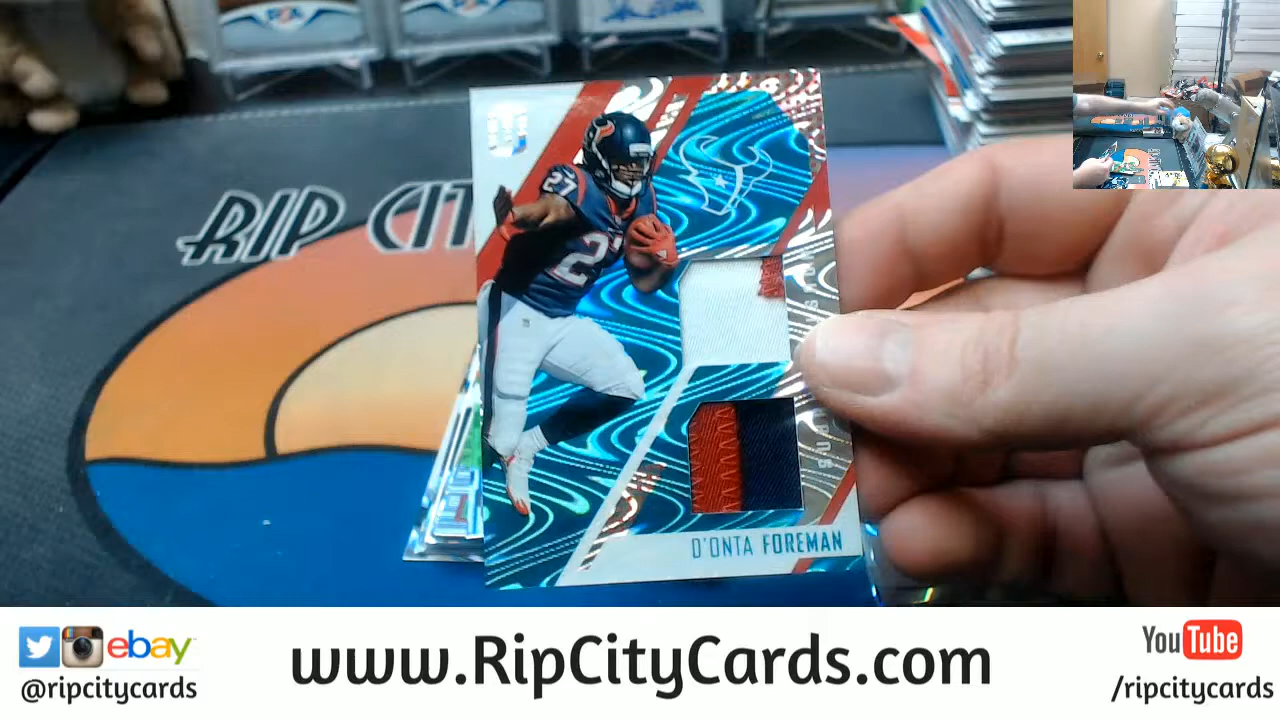 RIP CIT
27
D'ONTA FOREMAN
ebay
@ripcitycards
www.RipCityCards.com
YouTube
/ripcitycards